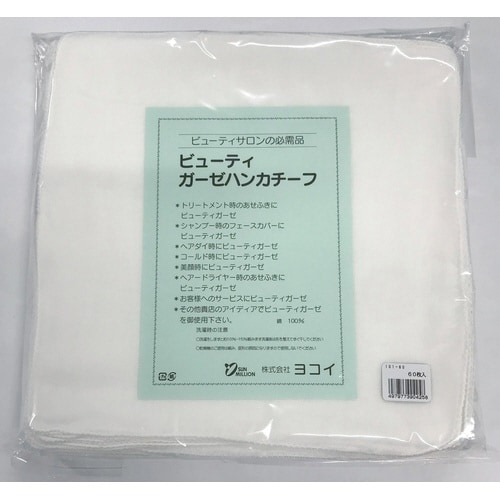 ビューティサロンの必需品
ビューティ
ガーゼハンカチーフ
*トリートメント時のあせふきに
ビューティガーゼ
*シャンプー時のフェースカバーに
ビューティーガーゼ
*ヘアダイ時にビューティガーゼ
*コールド時にビューティガーゼ
*美顔時にビューティガーゼ
*ヘアードライヤー時のあせふきに
ビューティガーゼ
*お客様へのサービスにビューティガーゼ
*その他貴店のアイディアでビューティガーゼ
を御使用下さい。 綿 100%
洗濯時の注意
SUN
MILLION
株式会社 ヨコイ
181-80
60枚入
4979773904256